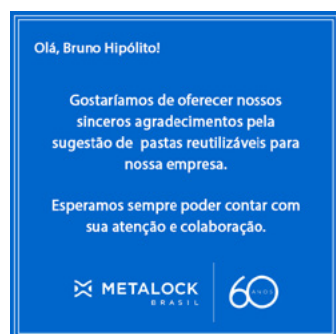 Olá, Bruno Hipólito!
Gostaríamos de oferecer nossos
sinceros agradecimentos pela
sugestão de pastas reutilizáveis para
nossa empresa.
Esperamos sempre poder contar com
sua atenção e colaboração.
METALOCK
BRASIL
60
ANOS